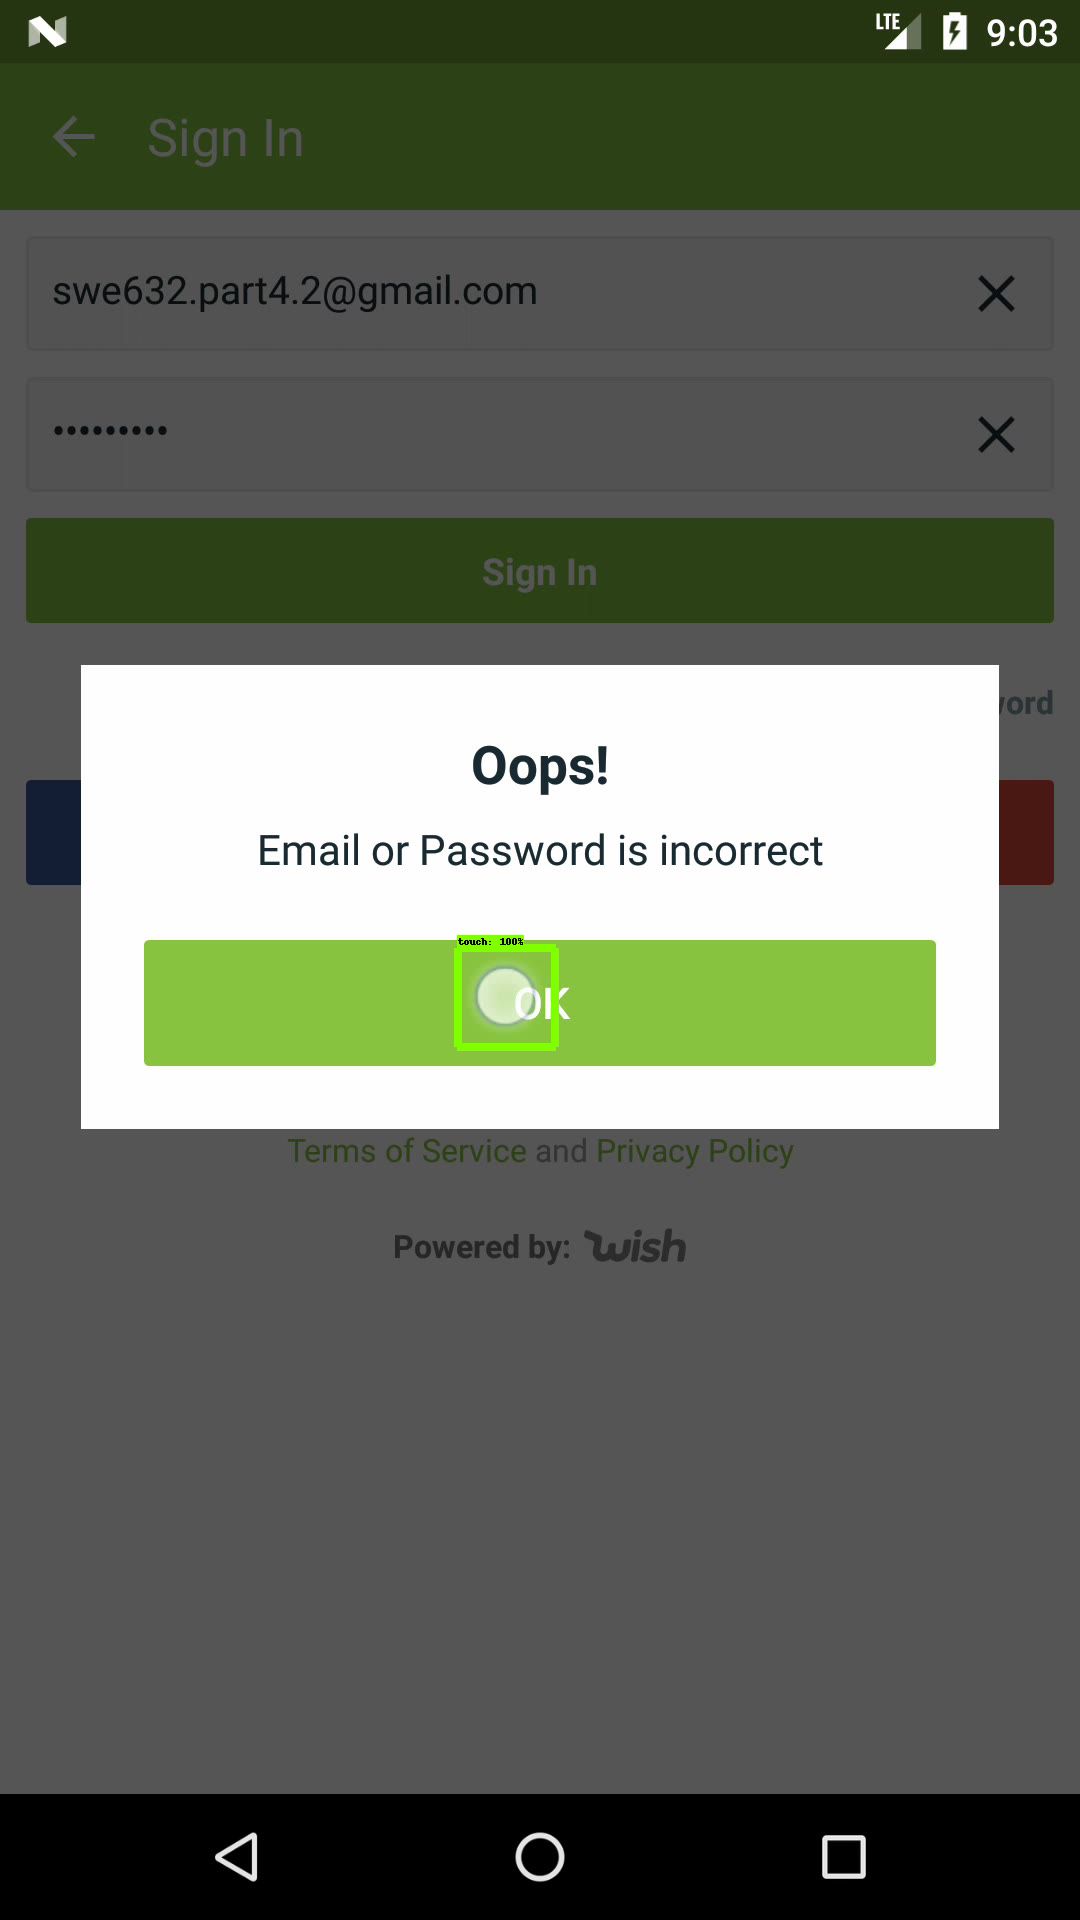 LTE 9:03
Sign In
swe632.part4.2@gmail.com
•••••••••
Sign In
word
Oops!
Email or Password is incorrect
touch: 100%
OK
Terms of Service and Privacy Policy
Powered by: wish